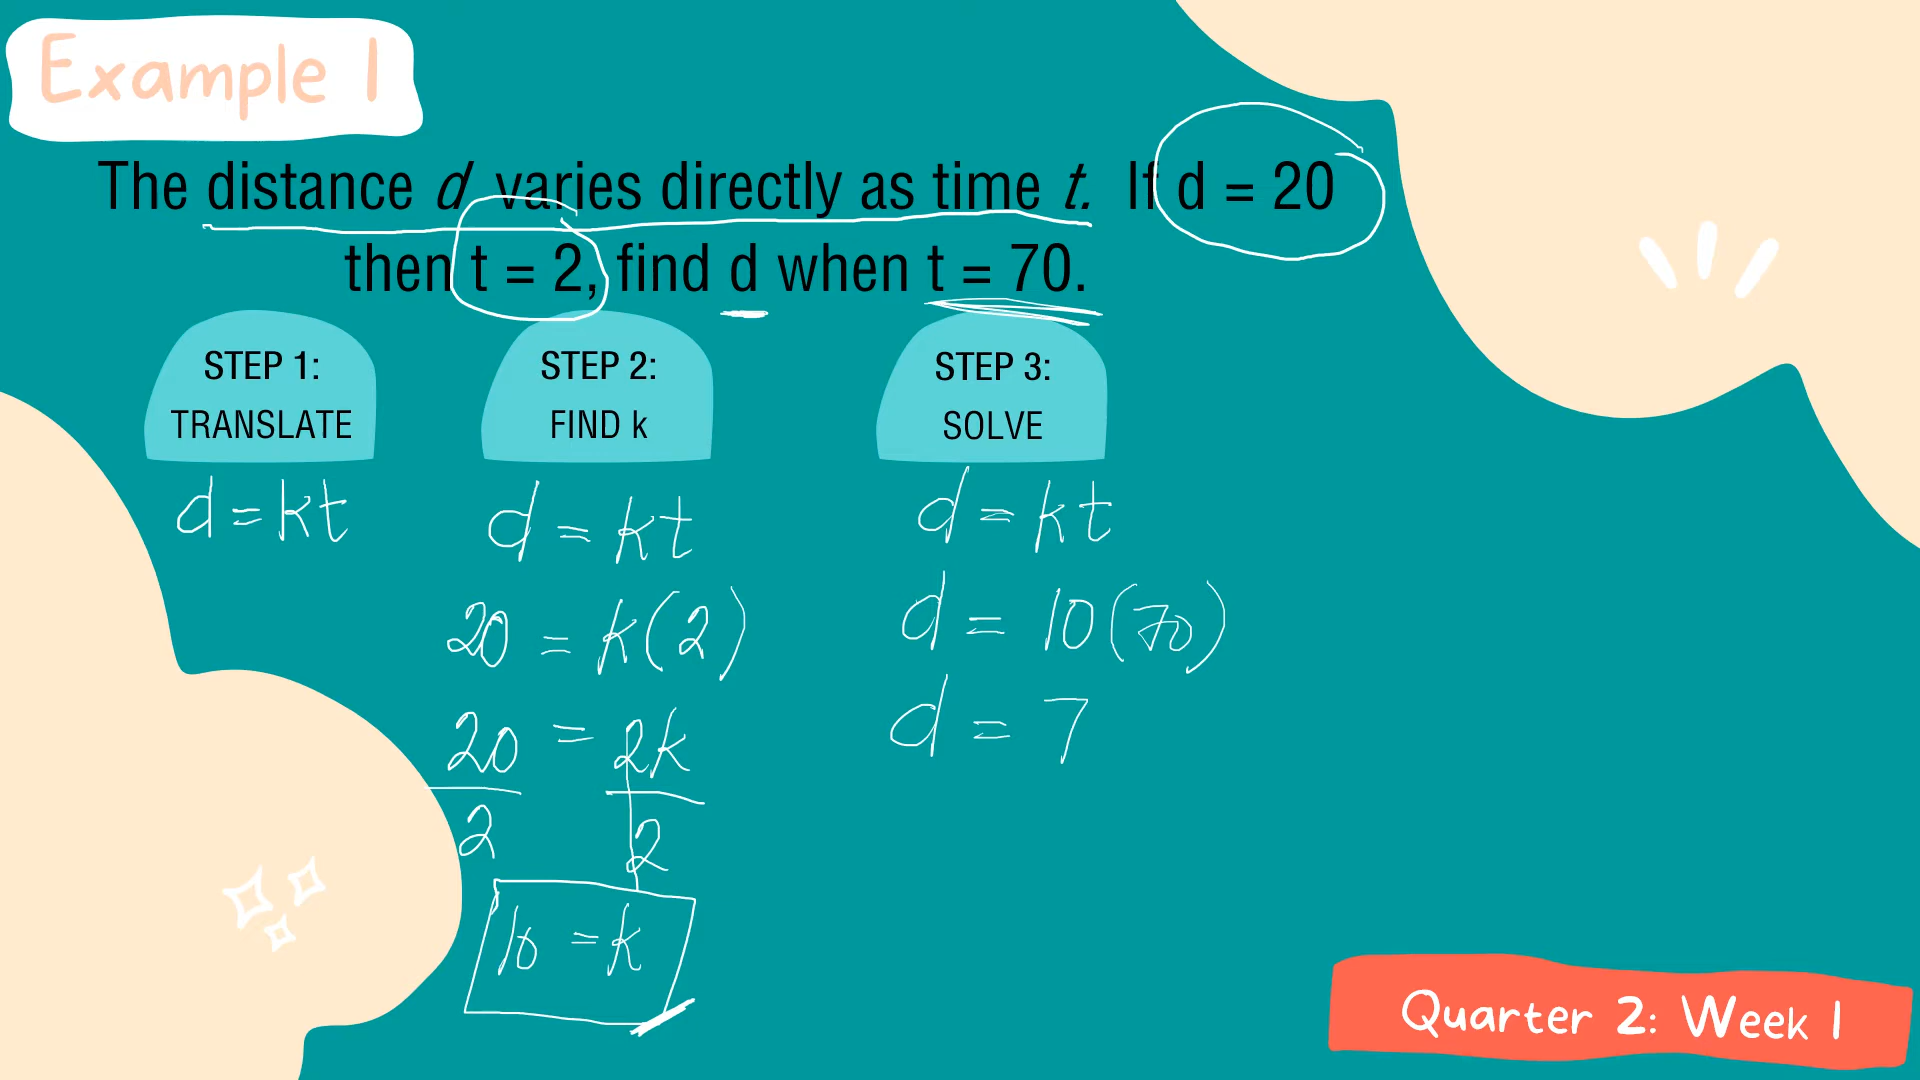 Example 1
The distance d varies directly as time t. If d = 20
then t = 2, find d when t = 70.
STEP 1:
TRANSLATE
d = kt
STEP 2:
FIND k
d = kt
20 = k(2)
20 = 2k
2 2
10 = k
STEP 3:
SOLVE
d = kt
d = 10(70)
d = 7
Quarter 2: Week 1